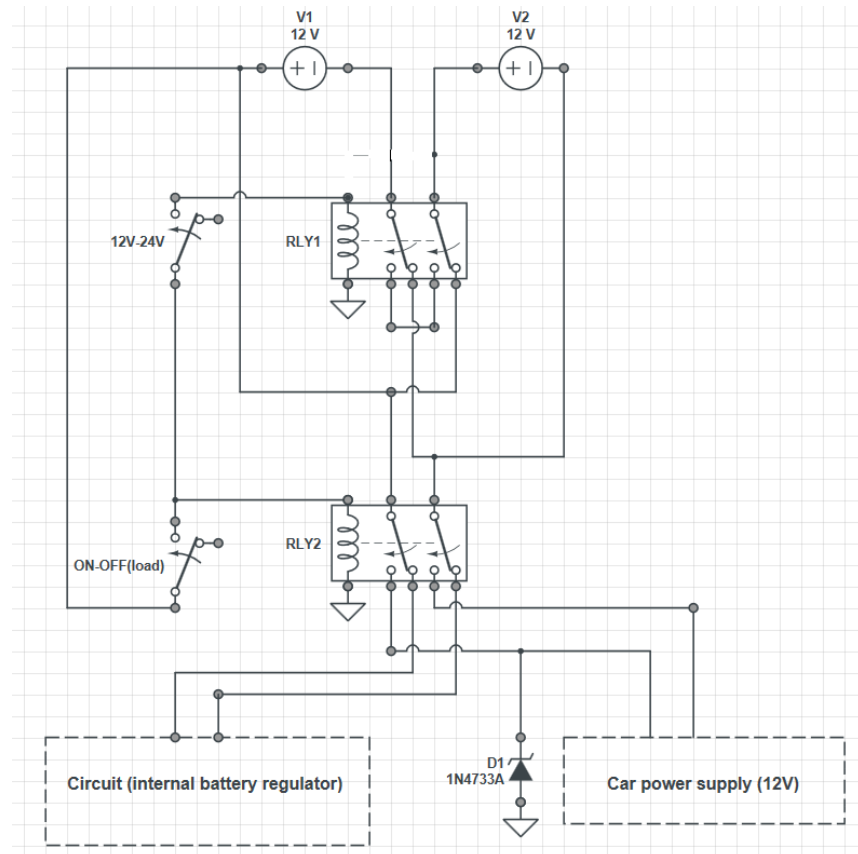 V1
12 V
V2
12 V
12V-24V
RLY1
ON-OFF(load)
RLY2
Circuit (internal battery regulator)
D1
1N4733A
Car power supply (12V)